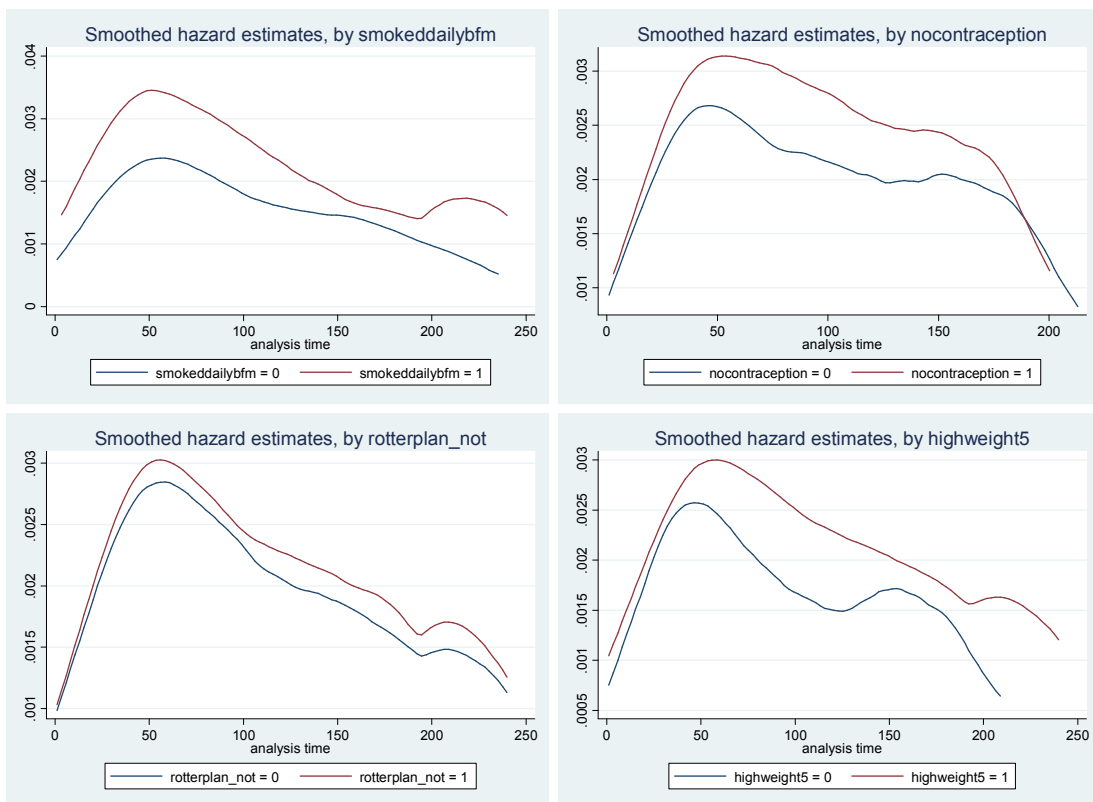 Smoothed hazard estimates, by smokeddailybfm
.004
.003
.002
.001
0
0 50 100 150 200 250
analysis time
smokeddailybfm = 0 smokeddailybfm = 1
Smoothed hazard estimates, by nocontraception
.003
.0025
.002
.0015
.001
0 50 100 150 200
analysis time
nocontraception = 0 nocontraception = 1
Smoothed hazard estimates, by rotterplan_not
.003
.0025
.002
.0015
.001
0 50 100 150 200 250
analysis time
rotterplan_not = 0 rotterplan_not = 1
Smoothed hazard estimates, by highweight5
.003
.0025
.002
.0015
.001
.0005
0 50 100 150 200 250
analysis time
highweight5 = 0 highweight5 = 1